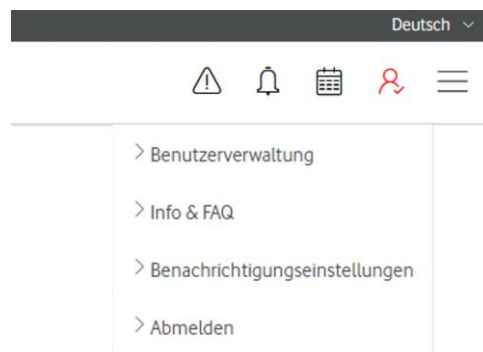 Deutsch
Benutzerverwaltung
Info & FAQ
Benachrichtigungseinstellungen
Abmelden